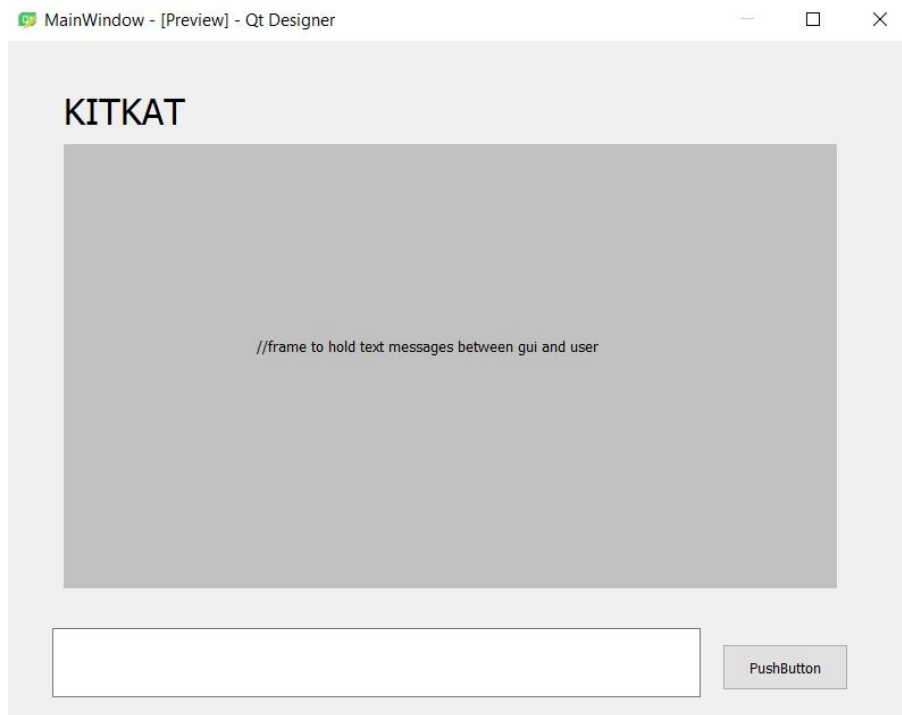 MainWindow - [Preview] - Qt Designer
KITKAT
//frame to hold text messages between gui and user
PushButton